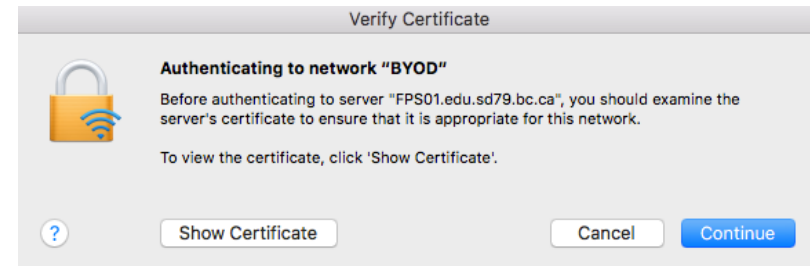 Verify Certificate
Authenticating to network “BYOD”
Before authenticating to server "FPS01.edu.sd79.bc.ca", you should examine the
server's certificate to ensure that it is appropriate for this network.
To view the certificate, click 'Show Certificate'.
?
Show Certificate
Cancel
Continue